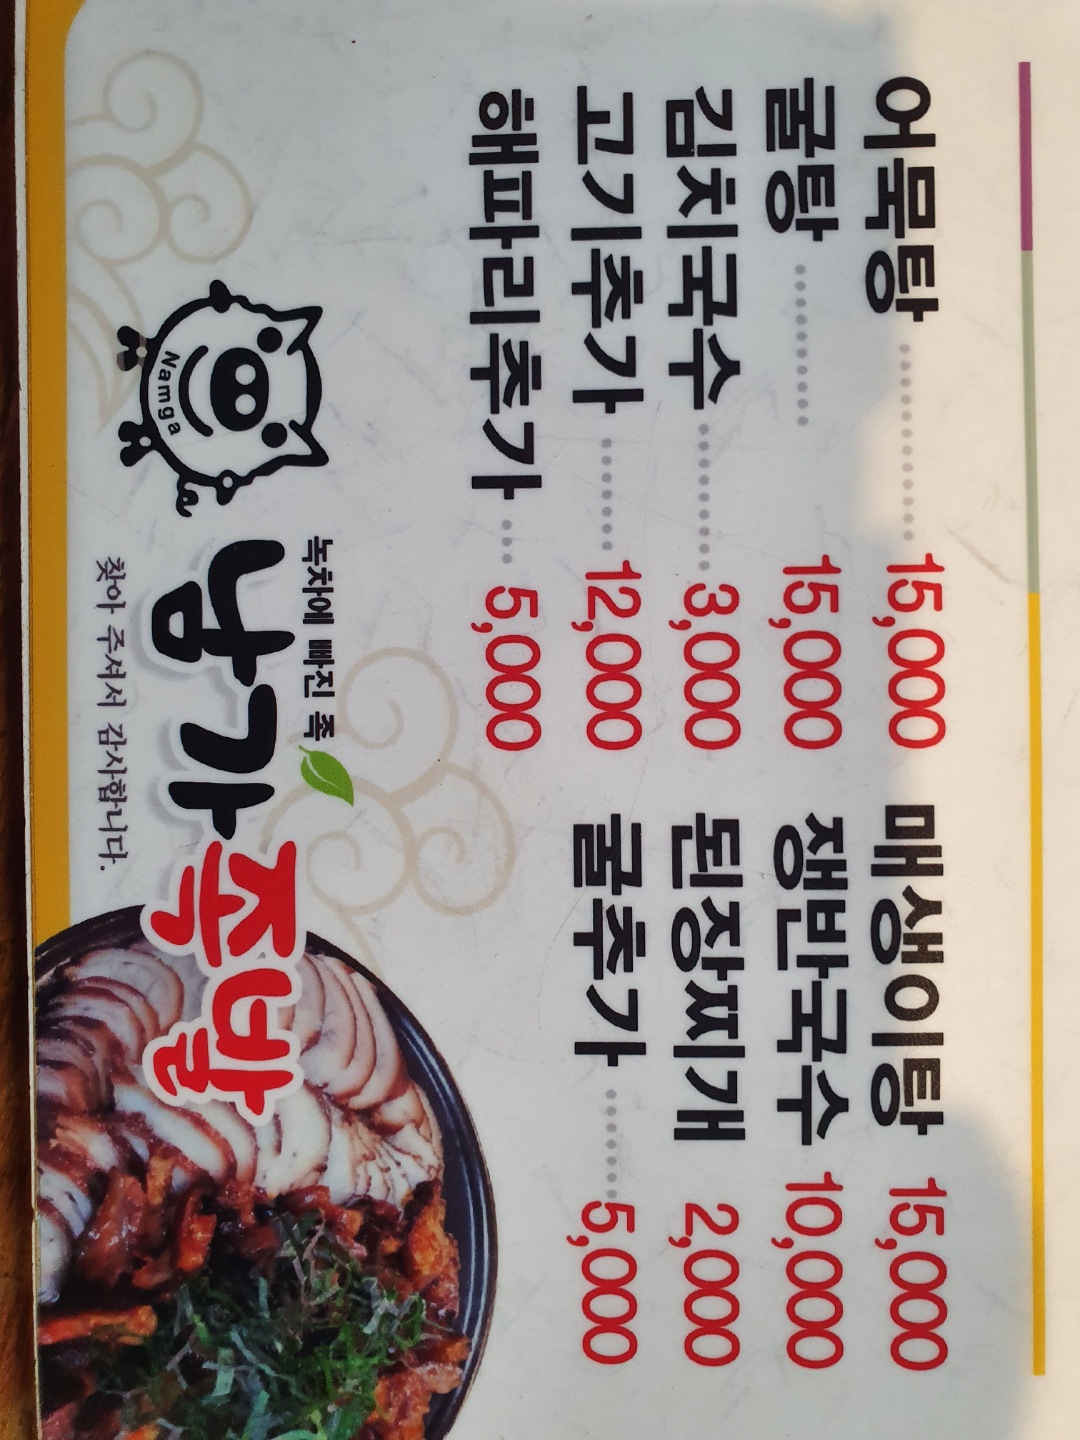 어묵탕 ········· 15,000 매생이탕 15,000
굴탕 ········· 15,000 쟁반국수 10,000
김치국수 ········ 3,000 된장찌개 2,000
고기추가 ······ 12,000 굴추가 ······ 5,000
해파리추가 ··· 5,000
Namga
녹차에 빠진 족
남가족발
찾아 주셔서 감사합니다.